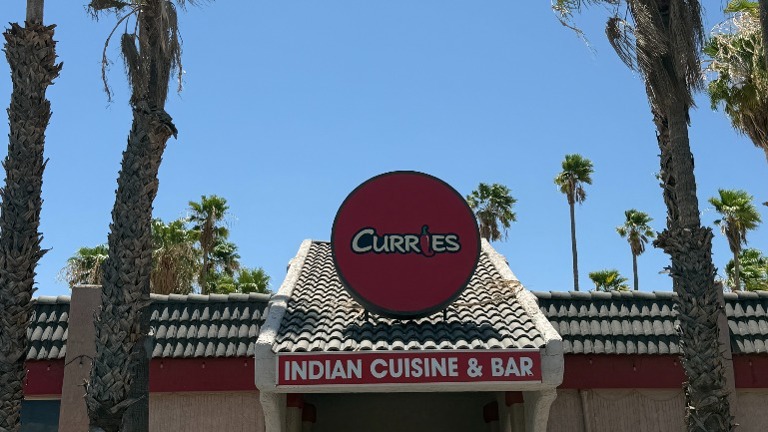 CURRIES
INDIAN CUISINE & BAR